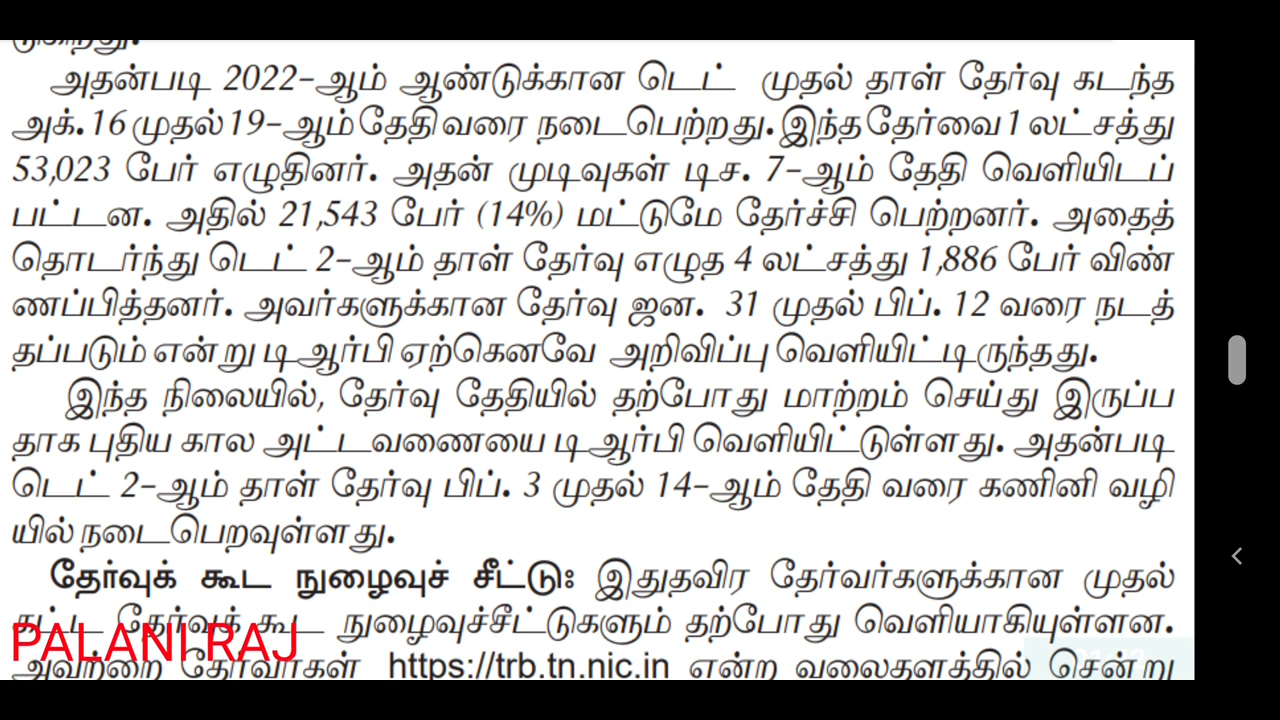 அதன்படி 2022-ஆம் ஆண்டுக்கான டெட் முதல் தாள் தேர்வு கடந்த
அக்.16 முதல் 19-ஆம் தேதி வரை நடைபெற்றது. இந்த தேர்வை 1 லட்சத்து
53,023 பேர் எழுதினர். அதன் முடிவுகள் டிச. 7-ஆம் தேதி வெளியிடப்
பட்டன. அதில் 21,543 பேர் (14%) மட்டுமே தேர்ச்சி பெற்றனர். அதைத்
தொடர்ந்து டெட் 2-ஆம் தாள் தேர்வு எழுத 4 லட்சத்து 1,886 பேர் விண்
ணப்பித்தனர். அவர்களுக்கான தேர்வு ஜன. 31 முதல் பிப். 12 வரை நடத்
தப்படும் என்று டிஆர்பி ஏற்கெனவே அறிவிப்பு வெளியிட்டிருந்தது.
இந்த நிலையில், தேர்வு தேதியில் தற்போது மாற்றம் செய்து இருப்ப
தாக புதிய கால அட்டவணையை டிஆர்பி வெளியிட்டுள்ளது. அதன்படி
டெட் 2-ஆம் தாள் தேர்வு பிப். 3 முதல் 14-ஆம் தேதி வரை கணினி வழி
யில் நடைபெறவுள்ளது.
தேர்வுக் கூட நுழைவுச் சீட்டு: இதுதவிர தேர்வர்களுக்கான முதல்
கட்ட தேர்வுக் கூட நுழைவுச்சீட்டுகளும் தற்போது வெளியாகியுள்ளன.
PALANI RAJ
அவற்றை தேர்வர்கள் https://trb.tn.nic.in என்ற வலைதளத்தில் சென்று